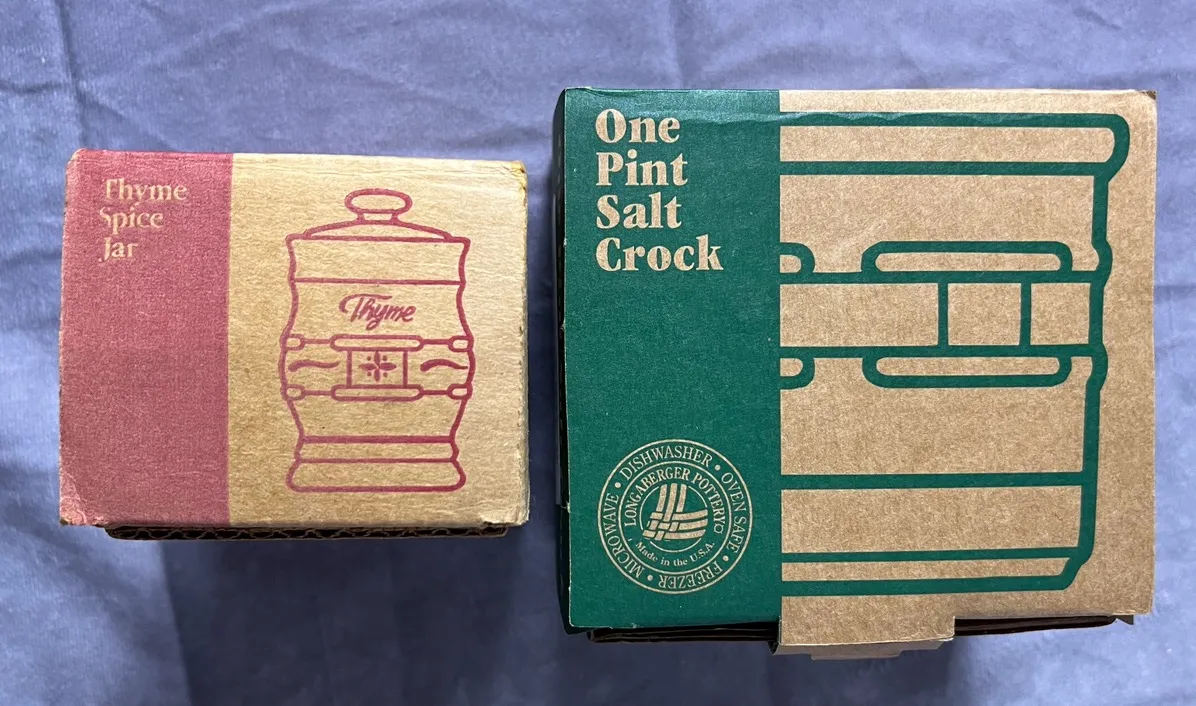 Thyme
Spice
Jar
Thyme
One
Pint
Salt
Crock
MICROWAVE • DISHWASHER • OVEN SAFE • FREEZER •
LONGABERGER POTTERY©
Made in the U.S.A.